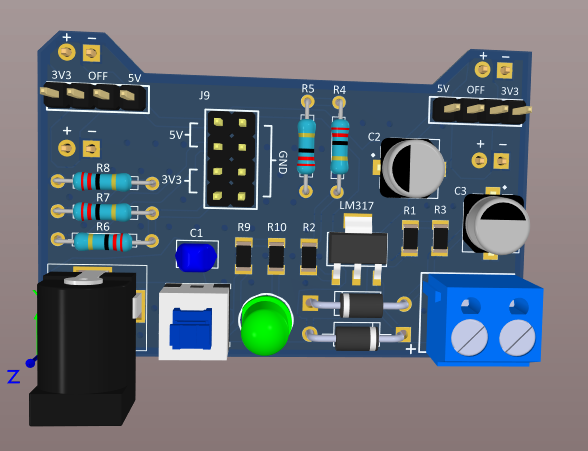 + −
+ −
3V3 OFF 5V
5V OFF 3V3
J9
R5 R4
5V
3V3
GND
+ −
+ −
C2
C3
R8
R7
R6
LM317
C1
R9 R10 R2
R1 R3
+
Z